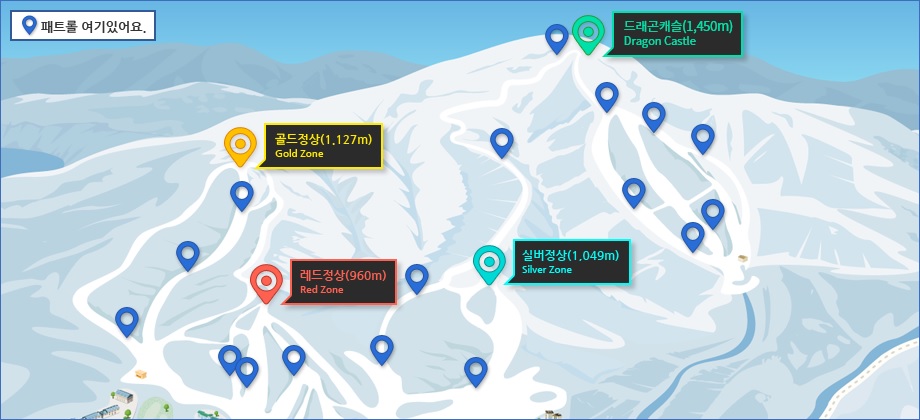 패트롤 여기있어요.
드래곤캐슬(1,450m)
Dragon Castle
골드정상(1.127m)
Gold Zone
실버정상(1,049m)
Silver Zone
레드정상(960m)
Red Zone